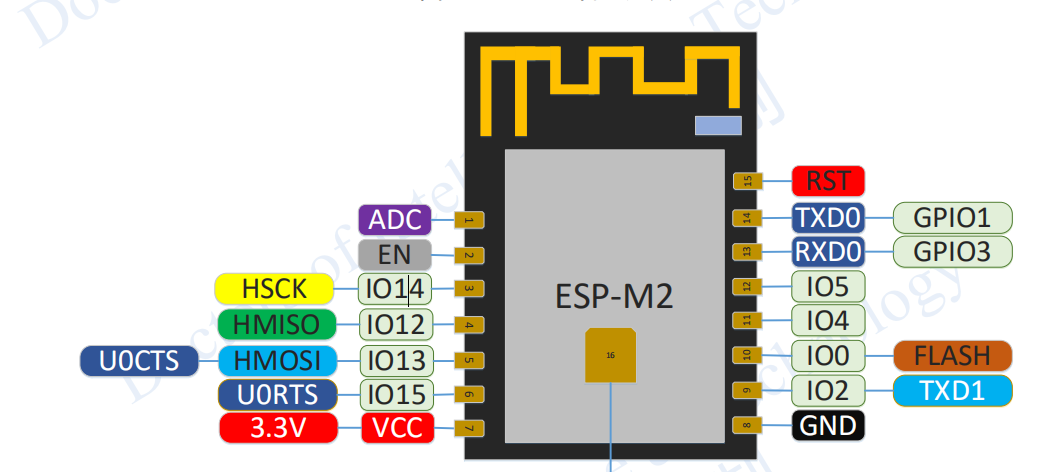 ESP-M2
ADC 1
EN 2
HSCK IO14 3
HMISO IO12 4
U0CTS HMOSI IO13 5
U0RTS IO15 6
3.3V VCC 7
15 RST
14 TXD0 GPIO1
13 RXD0 GPIO3
12 IO5
11 IO4
10 IO0 FLASH
9 IO2 TXD1
8 GND
16